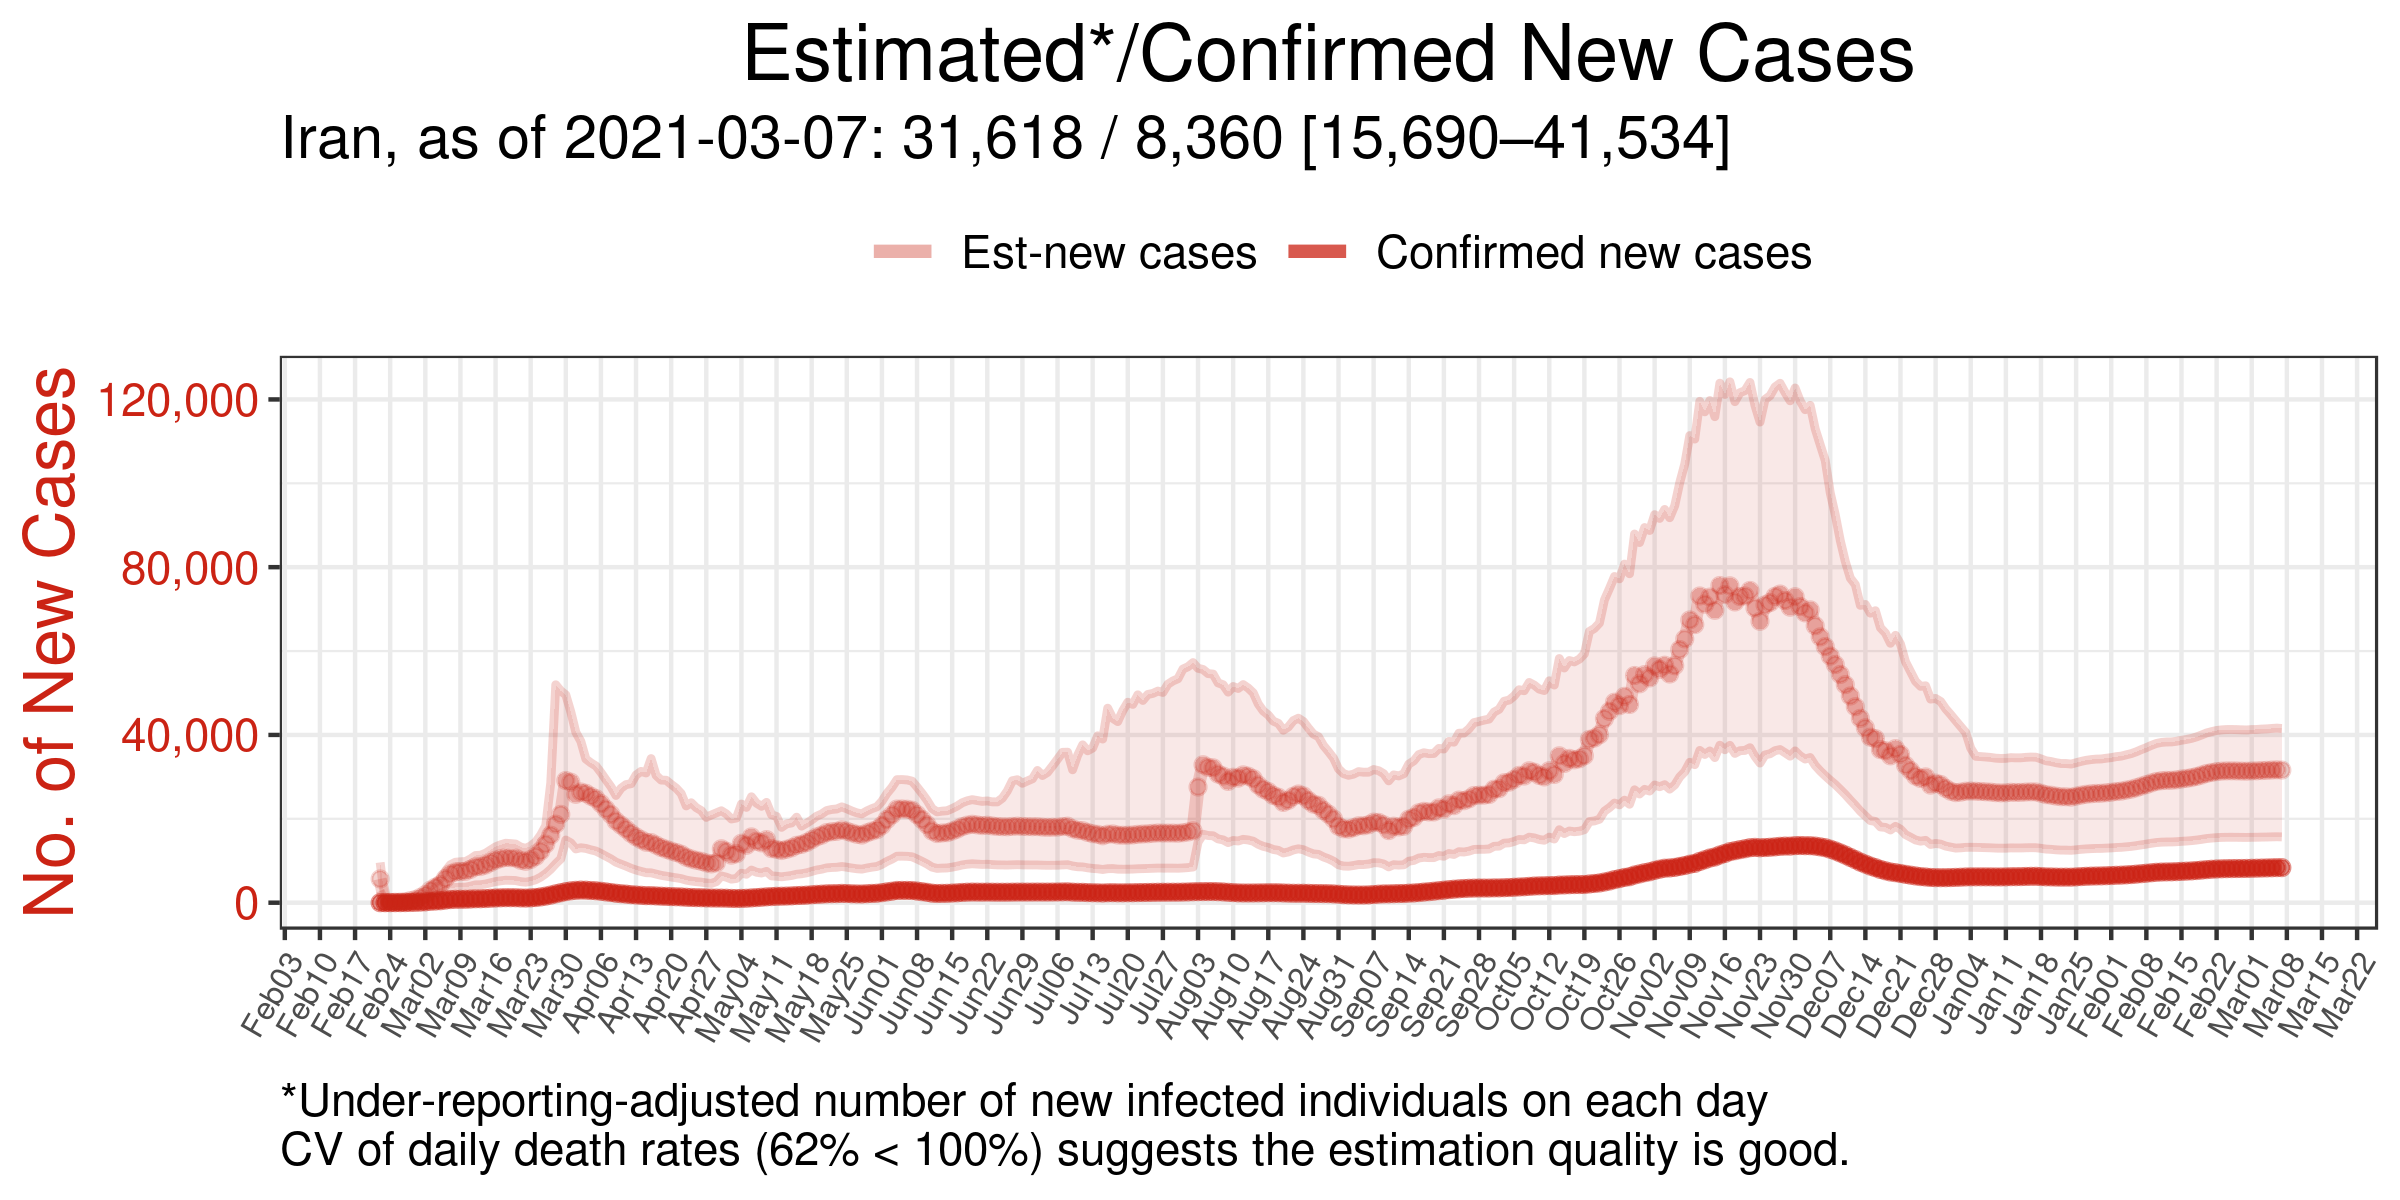 Estimated*/Confirmed New Cases
Iran, as of 2021-03-07: 31,618 / 8,360 [15,690–41,534]
Est-new cases Confirmed new cases
No. of New Cases
120,000
80,000
40,000
0
Feb03 Feb10 Feb17 Feb24 Mar02 Mar09 Mar16 Mar23 Mar30 Apr06 Apr13 Apr20 Apr27 May04 May11 May18 May25 Jun01 Jun08 Jun15 Jun22 Jun29 Jul06 Jul13 Jul20 Jul27 Aug03 Aug10 Aug17 Aug24 Aug31 Sep07 Sep14 Sep21 Sep28 Oct05 Oct12 Oct19 Oct26 Nov02 Nov09 Nov16 Nov23 Nov30 Dec07 Dec14 Dec21 Dec28 Jan04 Jan11 Jan18 Jan25 Feb01 Feb08 Feb15 Feb22 Mar01 Mar08 Mar15 Mar22
*Under-reporting-adjusted number of new infected individuals on each day
CV of daily death rates (62% < 100%) suggests the estimation quality is good.